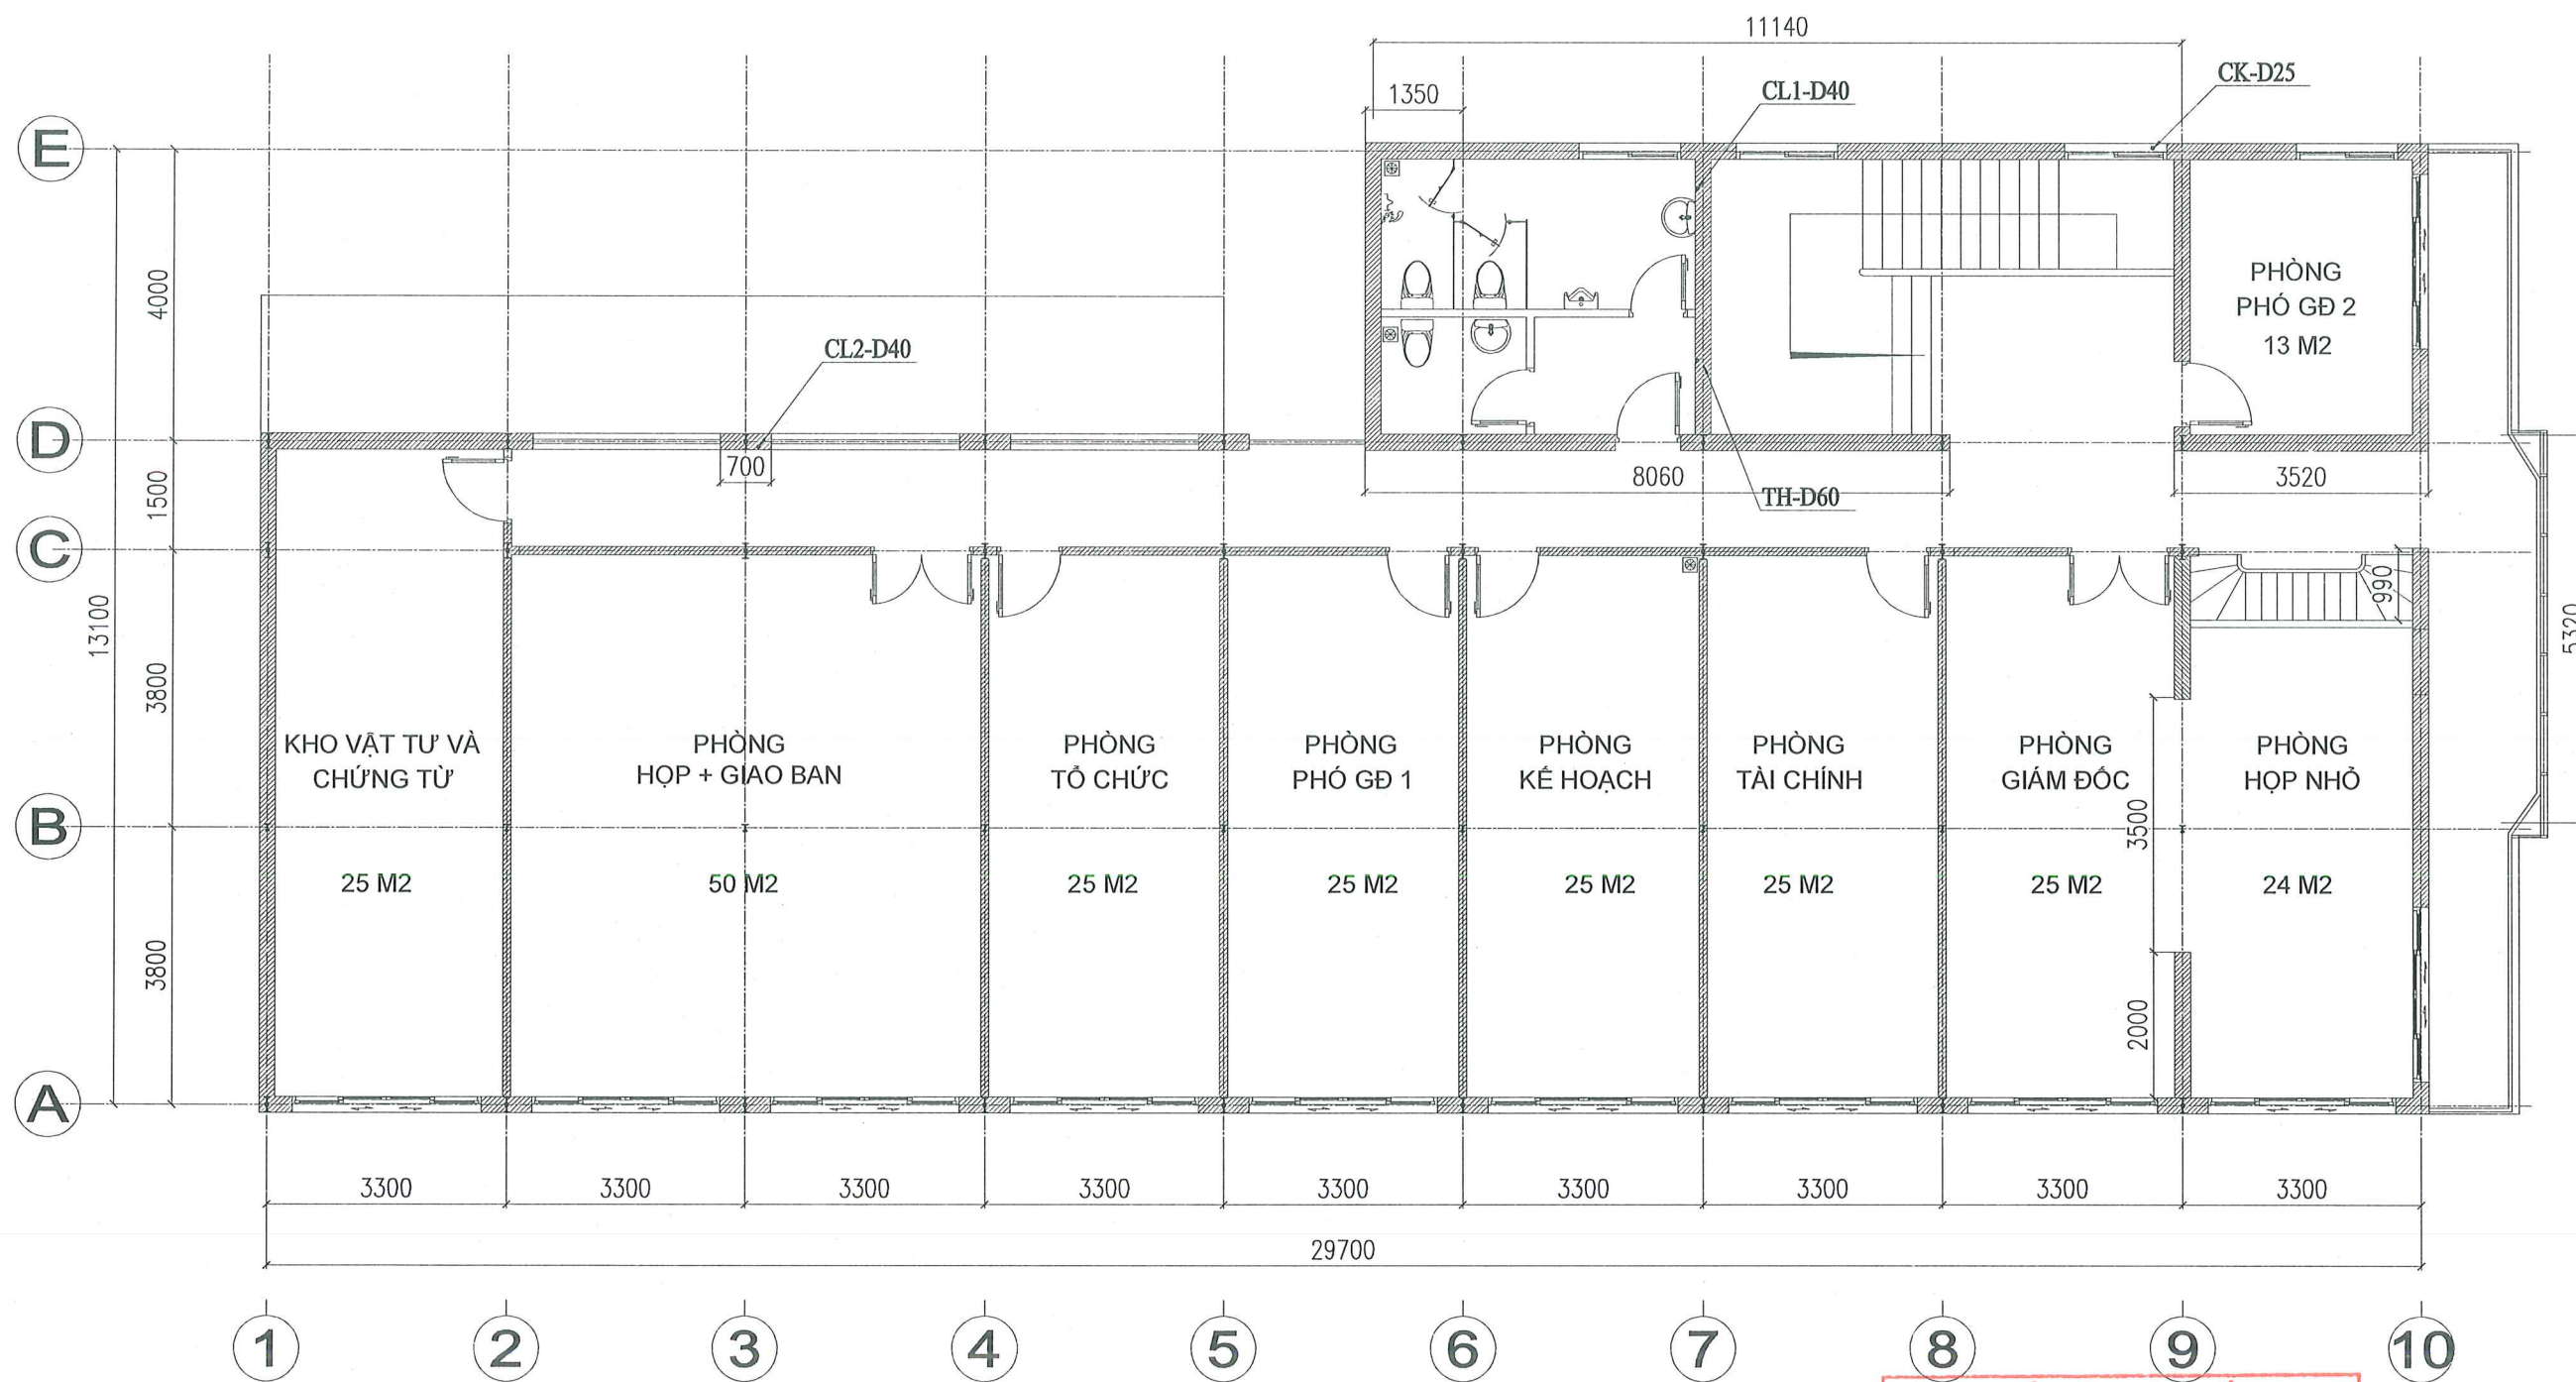 11140
CK-D25
CL1-D40
1350
E
4000
PHÒNG
PHÓ GĐ 2
13 M2
CL2-D40
D
700
8060
3520
1500
TH-D60
C
990
13100
5320
3800
KHO VẬT TƯ VÀ
CHỨNG TỪ
PHÒNG
HỌP + GIAO BAN
PHÒNG
TỔ CHỨC
PHÒNG
PHÓ GĐ 1
PHÒNG
KẾ HOẠCH
PHÒNG
TÀI CHÍNH
PHÒNG
GIÁM ĐỐC
PHÒNG
HỌP NHỎ
B
3500
25 M2
50 M2
25 M2
25 M2
25 M2
25 M2
25 M2
24 M2
3800
2000
A
3300
3300
3300
3300
3300
3300
3300
3300
3300
29700
1
2
3
4
5
6
7
8
9
10